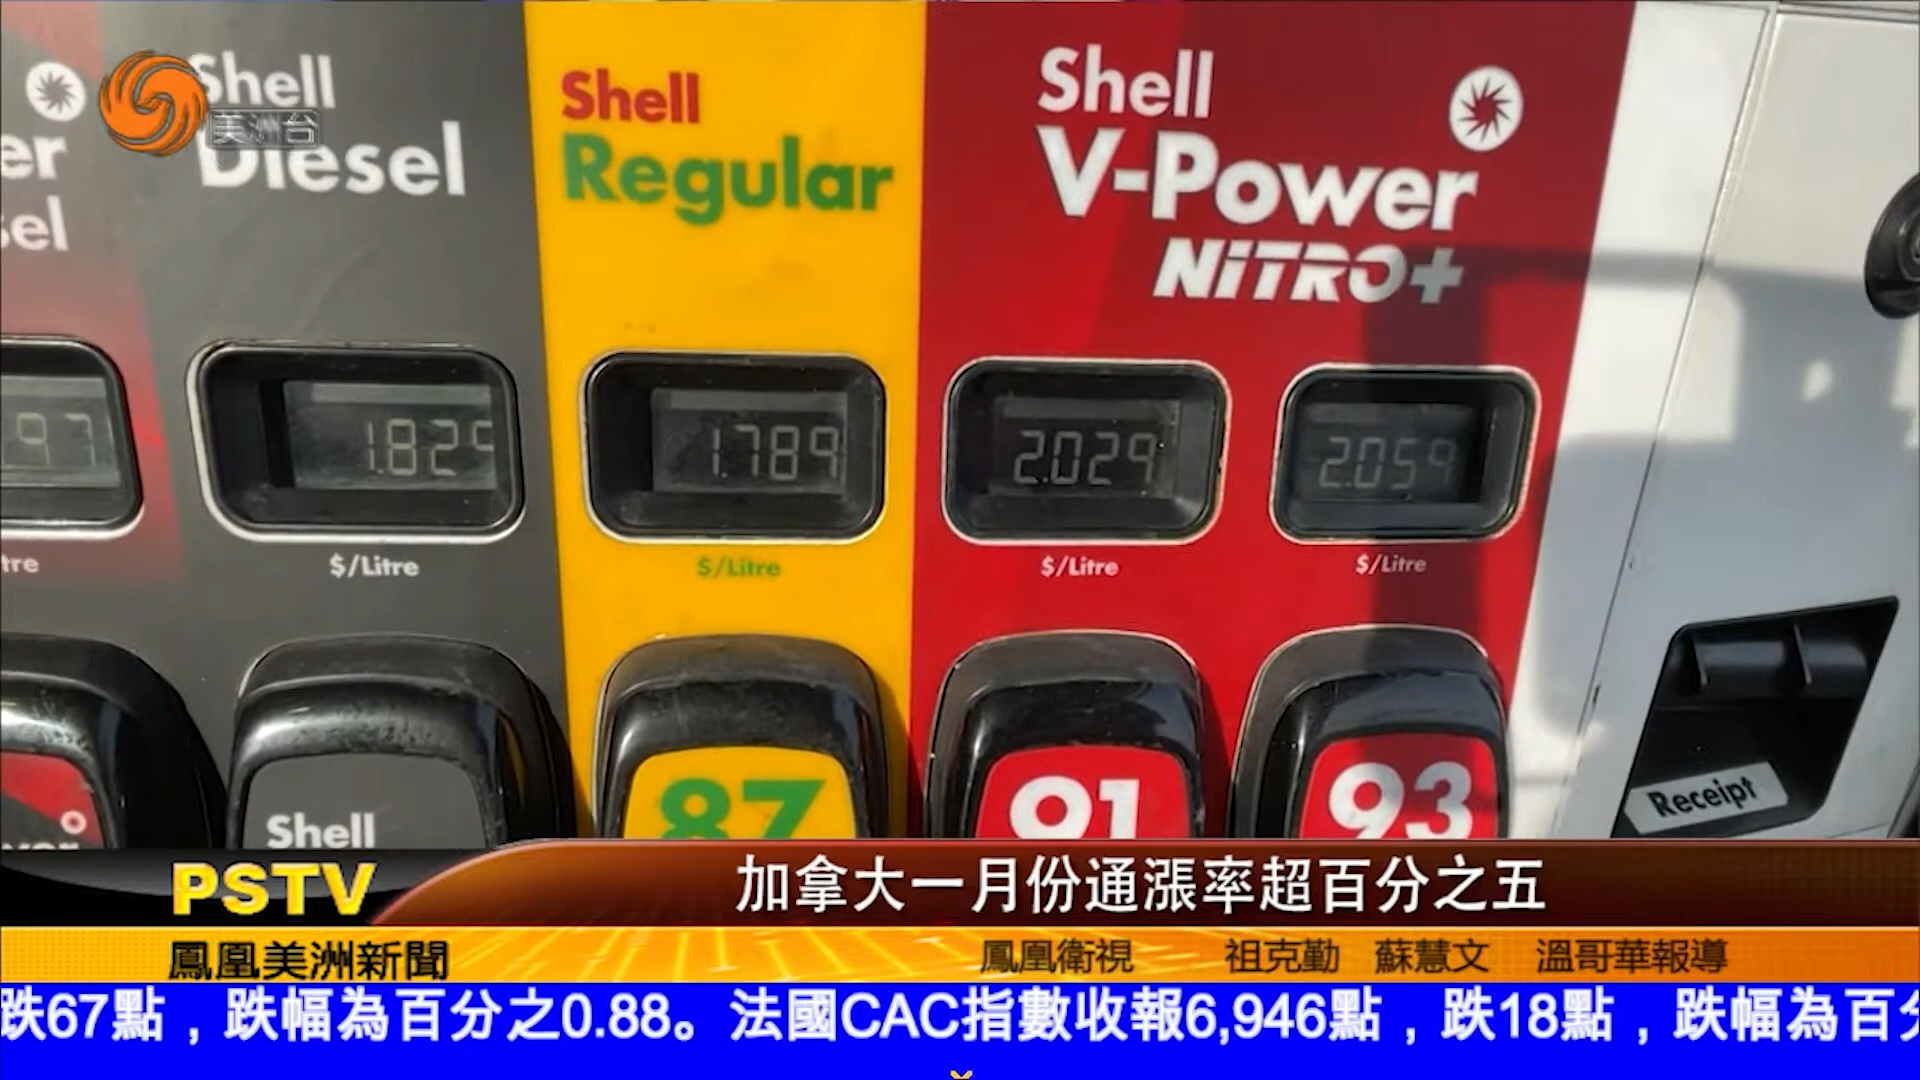 Shell
Diesel
美洲台
er
sel
Shell
Regular
Shell
V-Power
NiTRO+
97
1.829
1.789
2.029
2.059
tre
$/Litre
$/Litre
$/Litre
$/Litre
Shell
87
91
93
Receipt
PSTV
加拿大一月份通漲率超百分之五
鳳凰美洲新聞
鳳凰衛視 祖克勤 蘇慧文 溫哥華報導
跌67點，跌幅為百分之0.88。法國CAC指數收報6,946點，跌18點，跌幅為百分